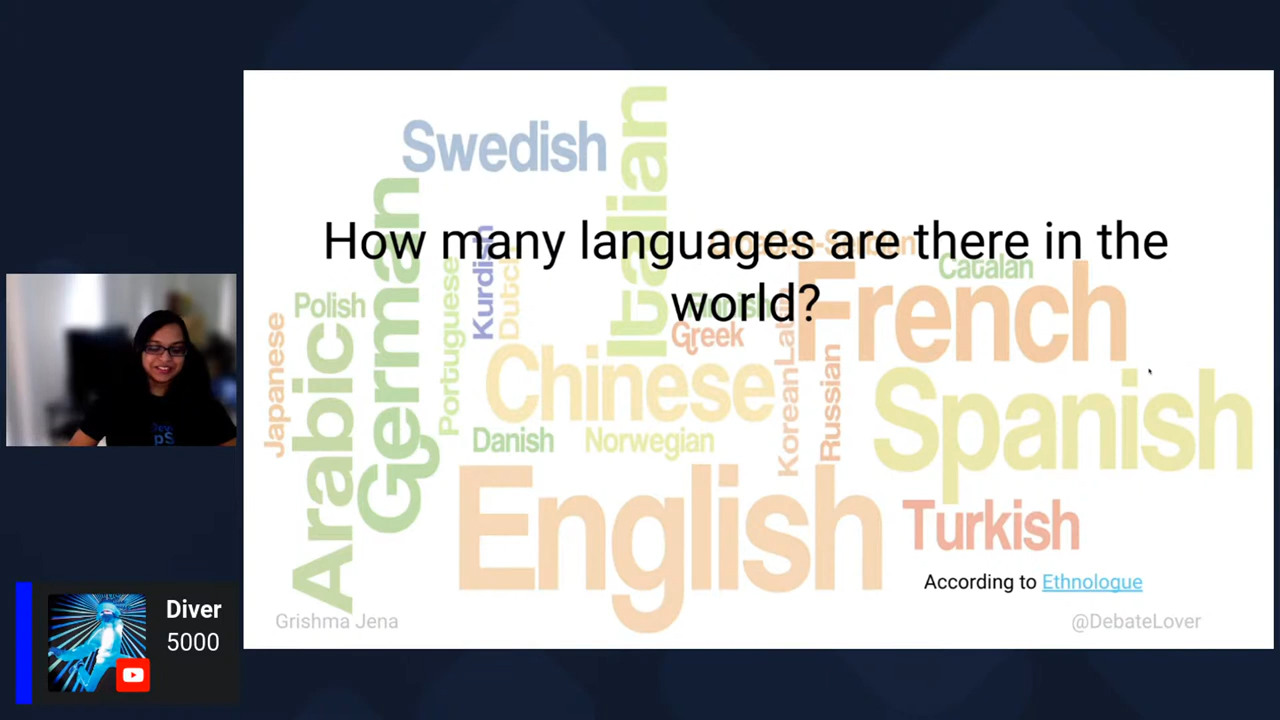 How many languages are there in the
world?
Swedish
Italian
German
Kurdish
Dutch
Portuguese
Polish
Catalan
French
Greek
Japanese
Arabic
Chinese
Korean
Russian
Spanish
Danish
Norwegian
English
Turkish
According to Ethnologue
Grishma Jena
@DebateLover
Diver
5000